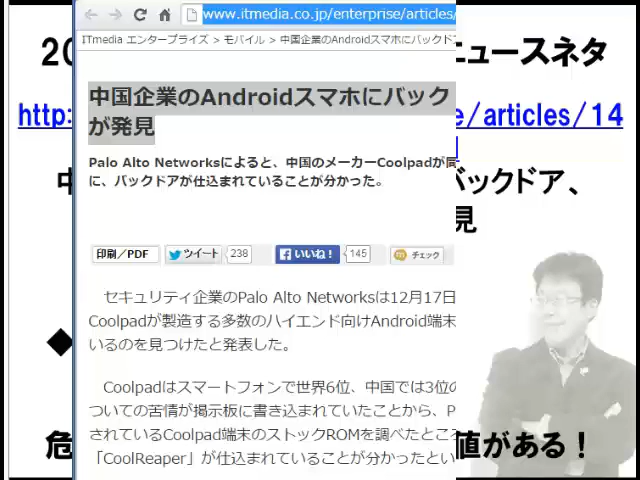 www.itmedia.co.jp/enterprise/articles/
ITmedia エンタープライズ > モバイル > 中国企業のAndroidスマホにバックド
20
ュースネタ
中国企業のAndroidスマホにバック
が発見
http:
e/articles/14
Palo Alto Networksによると、中国のメーカーCoolpadが同
に、バックドアが仕込まれていることが分かった。
バックドア、
見
印刷／PDF
ツイート
238
いいね！
145
チェック
セキュリティ企業のPalo Alto Networksは12月17日
Coolpadが製造する多数のハイエンド向けAndroid端末
いるのを見つけたと発表した。
◆
Coolpadはスマートフォンで世界6位、中国では3位の
ついての苦情が掲示板に書き込まれていたことから、P
されているCoolpad端末のストックROMを調べたところ
危
値がある！
「CoolReaper」が仕込まれていることが分かったとい